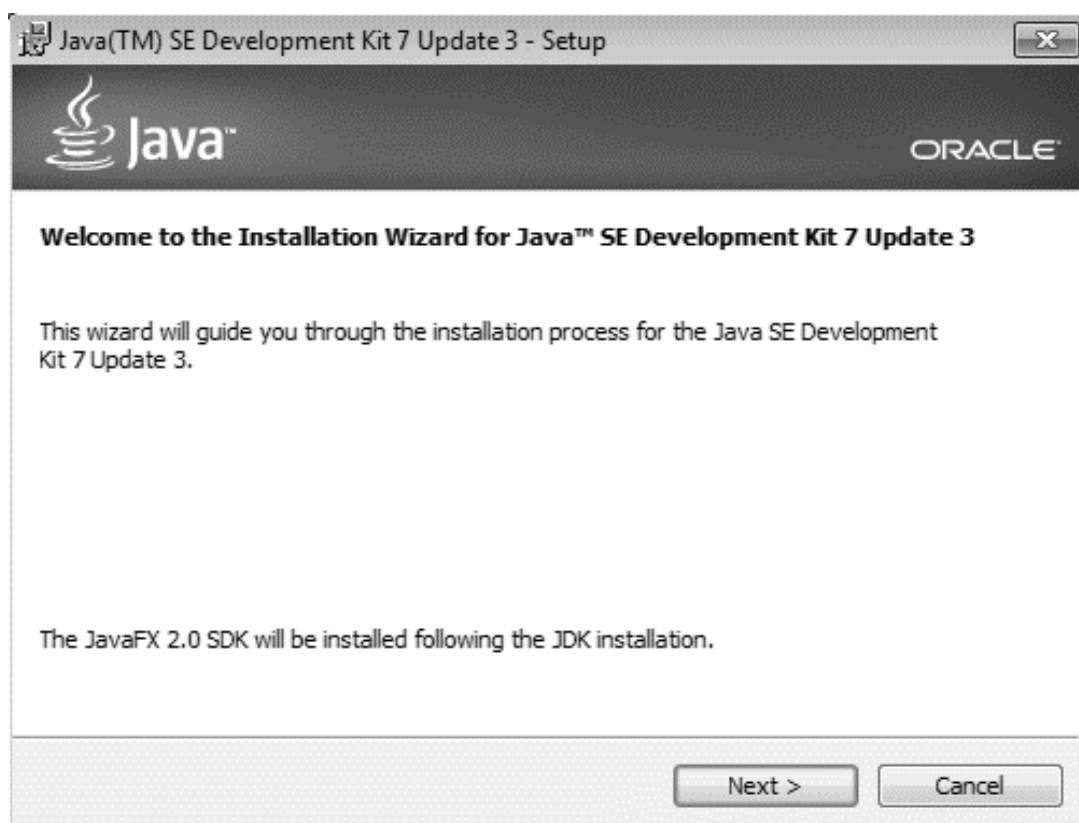 Java(TM) SE Development Kit 7 Update 3 - Setup
Java™
ORACLE
Welcome to the Installation Wizard for Java™ SE Development Kit 7 Update 3
This wizard will guide you through the installation process for the Java SE Development
Kit 7 Update 3.
The JavaFX 2.0 SDK will be installed following the JDK installation.
Next >
Cancel